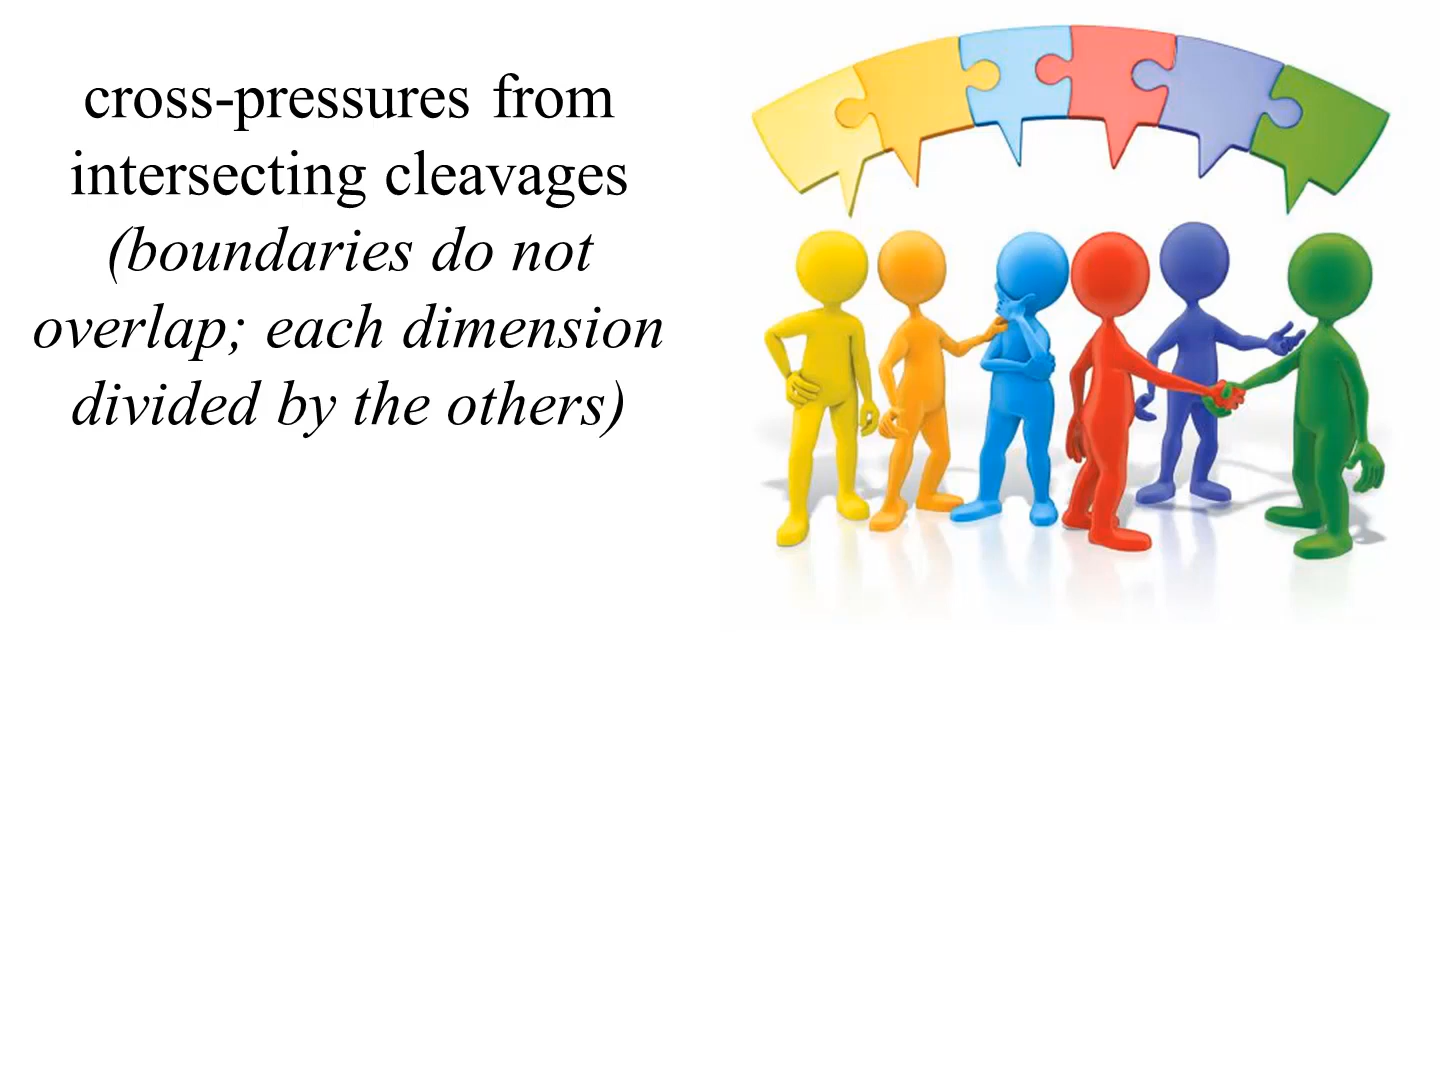 cross-pressures from
intersecting cleavages
(boundaries do not
overlap; each dimension
divided by the others)